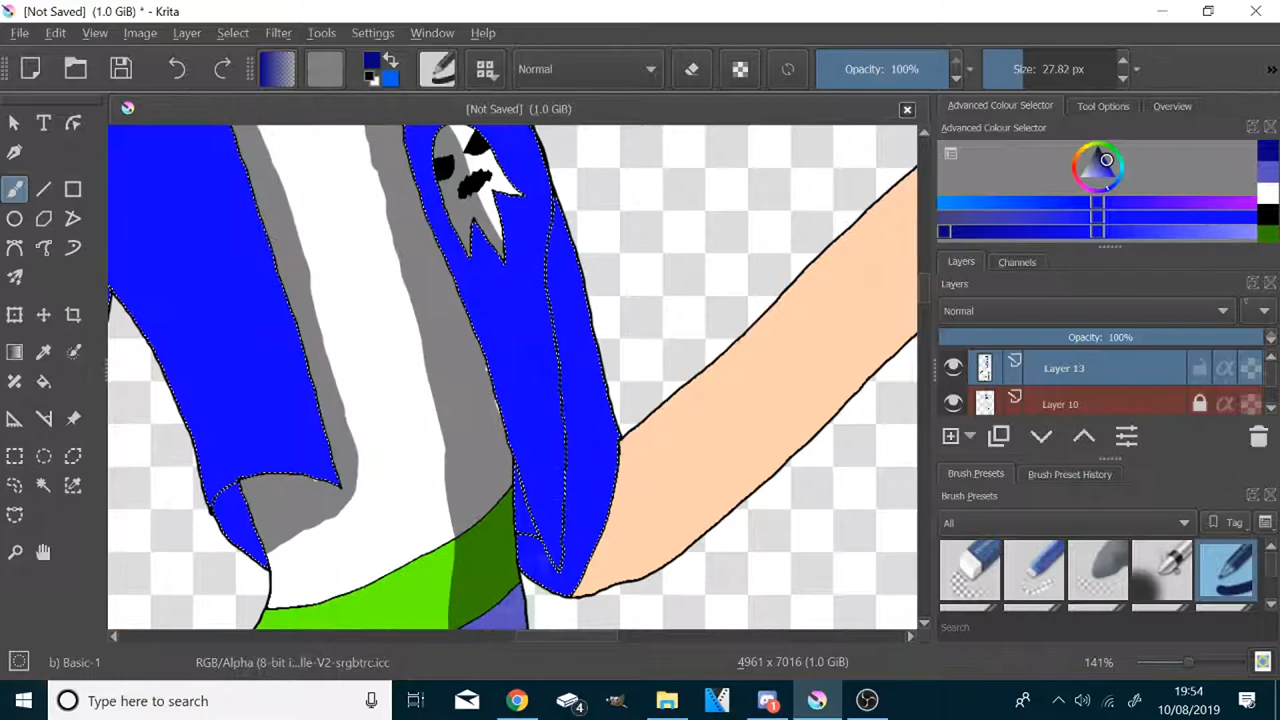 [Not Saved] (1.0 GiB) * - Krita
File Edit View Image Layer Select Filter Tools Settings Window Help
Normal Opacity: 100% Size: 27.82 px
[Not Saved] (1.0 GiB)
Advanced Colour Selector Tool Options Overview
Advanced Colour Selector
Layers Channels
Layers
Normal
Opacity: 100%
Layer 13
Layer 10
Brush Presets Brush Preset History
Brush Presets
All Tag
Search
b) Basic-1 RGB/Alpha (8-bit i...lle-V2-srgbtrc.icc 4961 x 7016 (1.0 GiB) 141%
Type here to search 4 1 19:54
10/08/2019